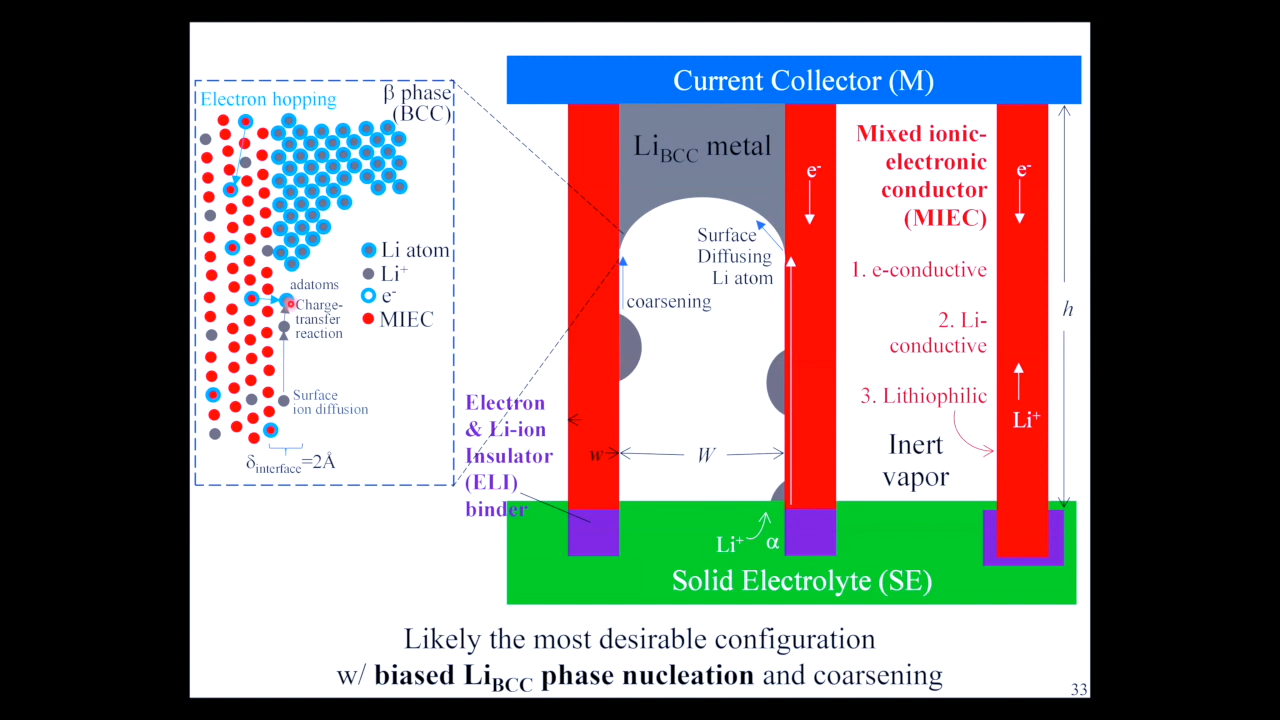 Current Collector (M)
Electron hopping
β phase
(BCC)
Li atom
Li⁺
e⁻
MIEC
adatoms
Charge-
transfer
reaction
Surface
ion diffusion
δinterface=2Å
LiBCC metal
e⁻
Surface
Diffusing
Li atom
coarsening
Mixed ionic-
electronic
conductor
(MIEC)
e⁻
1. e-conductive
2. Li-
conductive
3. Lithiophilic
Li⁺
h
Electron
& Li-ion
Insulator
(ELI)
binder
w
W
Inert
vapor
Li⁺
α
Solid Electrolyte (SE)
Likely the most desirable configuration
w/ biased LiBCC phase nucleation and coarsening
33